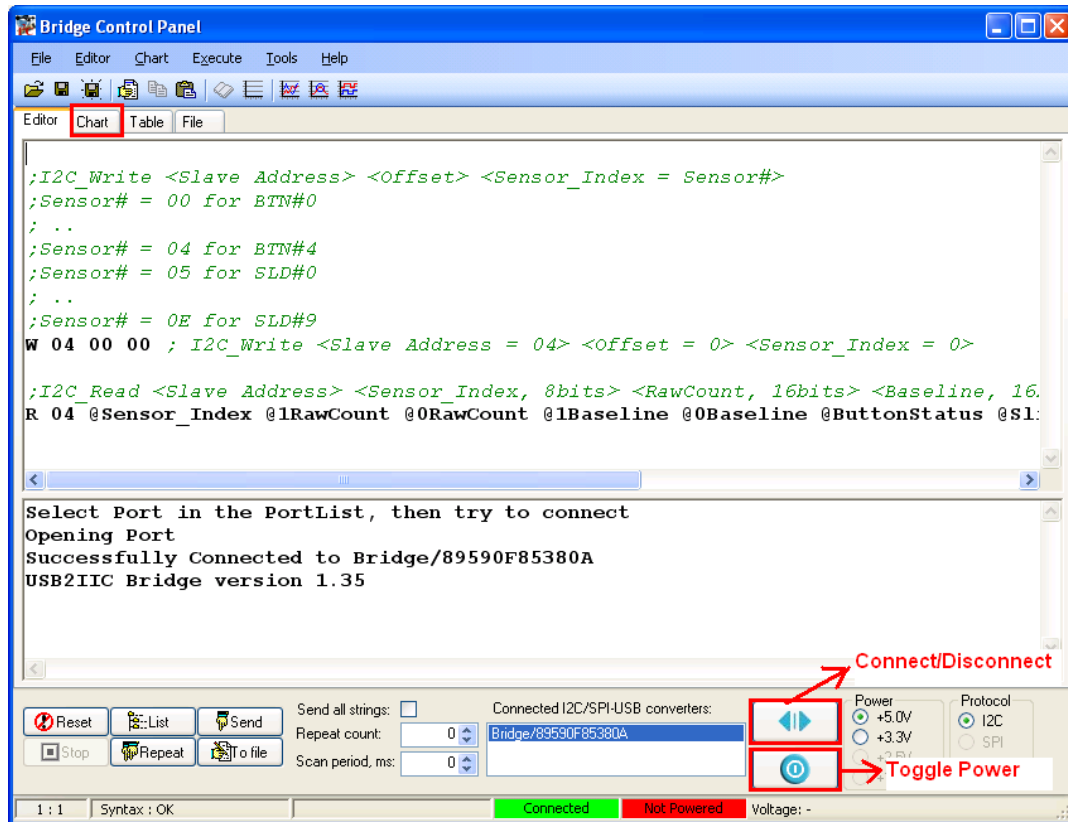 Bridge Control Panel
File Editor Chart Execute Tools Help
Editor Chart Table File
;I2C_Write <Slave Address> <Offset> <Sensor_Index = Sensor#>
;Sensor# = 00 for BTN#0
; ..
;Sensor# = 04 for BTN#4
;Sensor# = 05 for SLD#0
; ..
;Sensor# = 0E for SLD#9
W 04 00 00 ; I2C_Write <Slave Address = 04> <Offset = 0> <Sensor_Index = 0>
;I2C_Read <Slave Address> <Sensor_Index, 8bits> <RawCount, 16bits> <Baseline, 16
R 04 @Sensor_Index @1RawCount @0RawCount @1Baseline @0Baseline @ButtonStatus @Sl
Select Port in the PortList, then try to connect
Opening Port
Successfully Connected to Bridge/89590F85380A
USB2IIC Bridge version 1.35
Connect/Disconnect
Reset List Send
Stop Repeat To file
Send all strings:
Repeat count: 0
Scan period, ms: 0
Connected I2C/SPI-USB converters:
Bridge/89590F85380A
Power
+5.0V
+3.3V
Protocol
I2C
SPI
Toggle Power
1 : 1 Syntax : OK Connected Not Powered Voltage: -